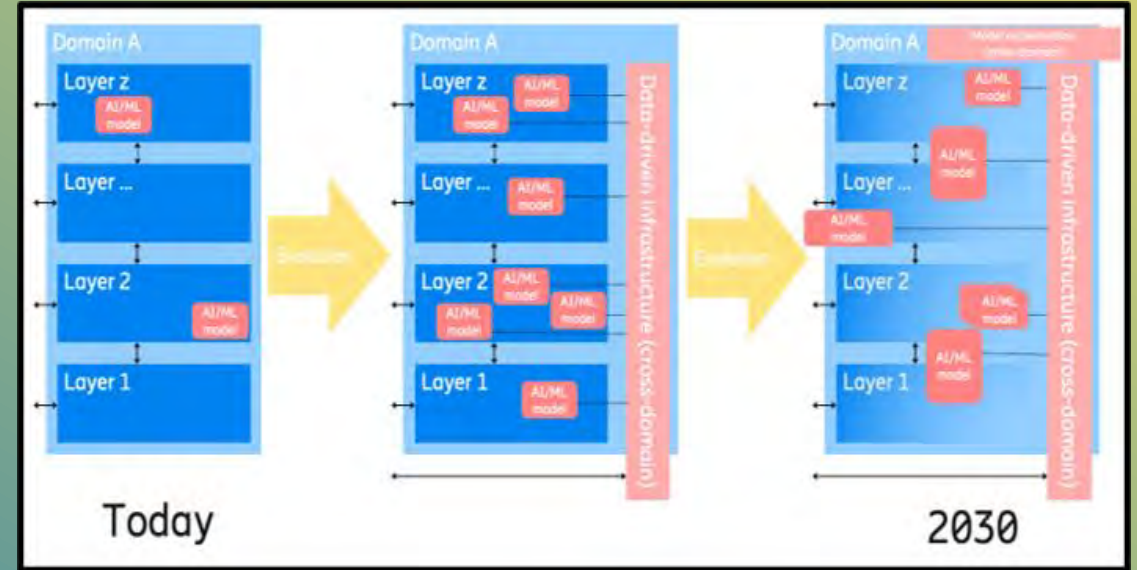 Domain A
Layer z
AI/ML
model
Layer ...
Layer 2
AI/ML
model
Layer 1
Today
Evolution
Domain A
Layer z
AI/ML
model
AI/ML
model
Layer ...
AI/ML
model
Layer 2
AI/ML
model
AI/ML
model
AI/ML
model
Layer 1
AI/ML
model
Data-driven infrastructure (cross-domain)
Evolution
Domain A
Model
Layer z
AI/ML
model
AI/ML
model
Layer ...
AI/ML
model
Layer 2
AI/ML
model
AI/ML
model
Layer 1
Data-driven infrastructure (cross-domain)
2030